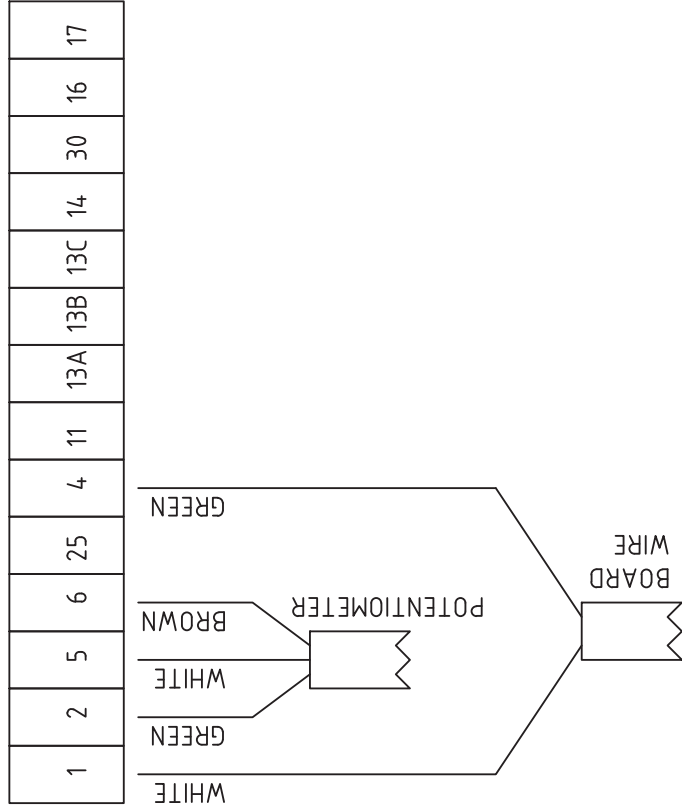 17
16
30
14
13C
13B
13A
11
4
25
6
5
2
1
GREEN
BROWN
WHITE
GREEN
WHITE
POTENTIOMETER
BOARD
WIRE